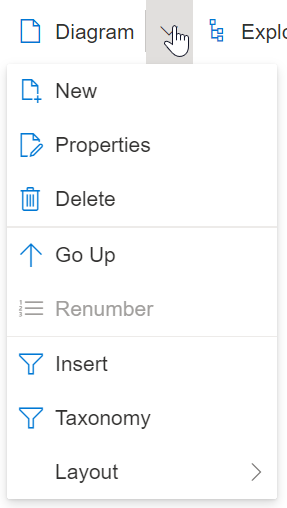 Diagram Explo
New
Properties
Delete
Go Up
Renumber
Insert
Taxonomy
Layout